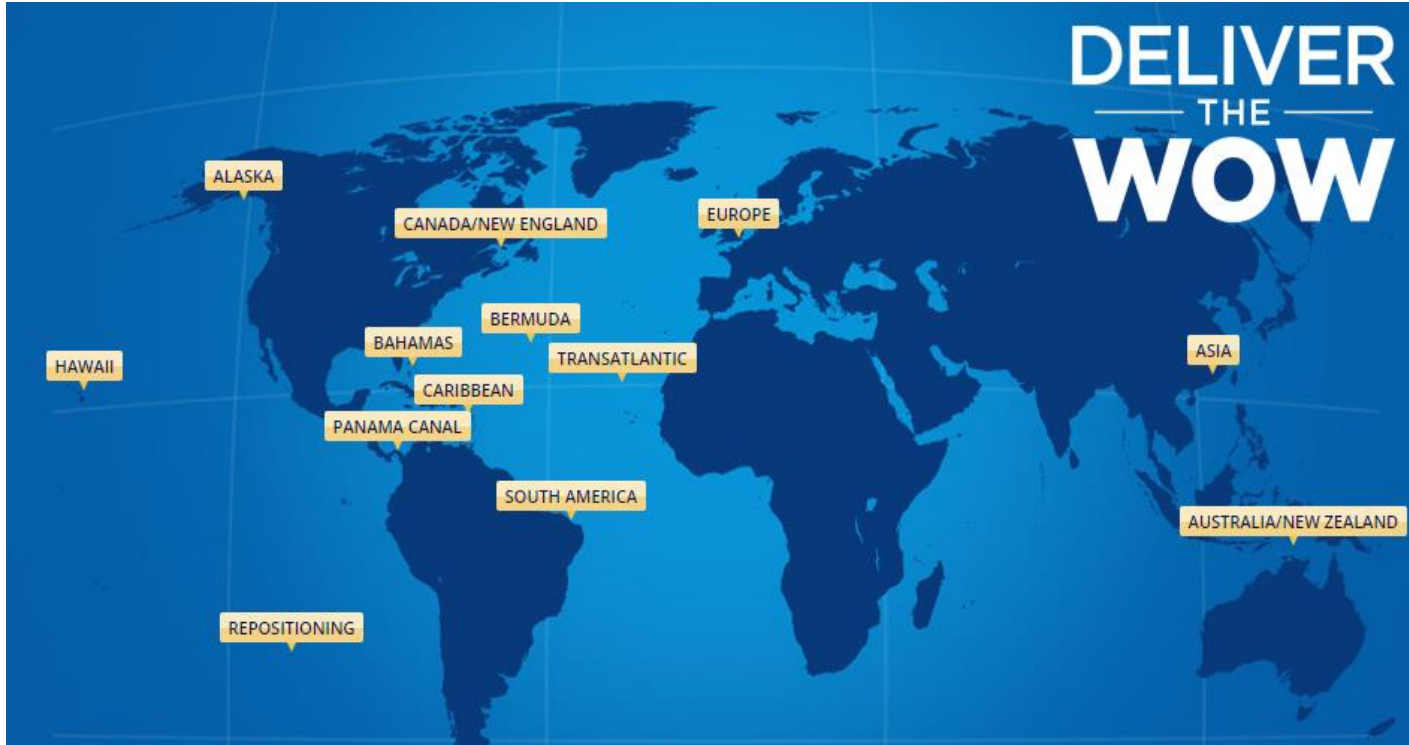 DELIVER
THE
WOW
ALASKA
CANADA/NEW ENGLAND
EUROPE
BERMUDA
BAHAMAS
TRANSATLANTIC
ASIA
HAWAII
CARIBBEAN
PANAMA CANAL
SOUTH AMERICA
AUSTRALIA/NEW ZEALAND
REPOSITIONING